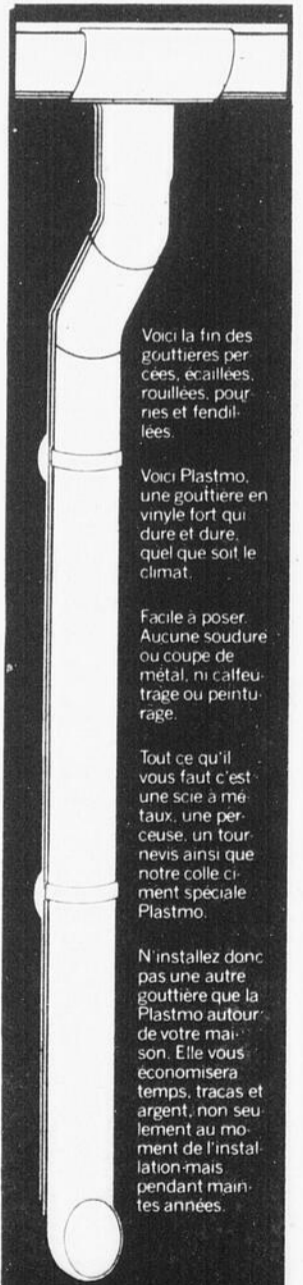 Voici la fin des
gouttières per-
cées, écaillées,
rouillées, pour-
ries et fendil-
lées.
Voici Plastmo,
une gouttière en
vinyle fort qui
dure et dure,
quel que soit le
climat.
Facile à poser.
Aucune soudure
ou coupe de
métal, ni calfeu-
trage ou peintu-
rage.
Tout ce qu'il
vous faut c'est
une scie à mé-
taux, une per-
ceuse, un tour-
nevis ainsi que
notre colle ci-
ment spéciale
Plastmo.
N'installez donc
pas une autre
gouttière que la
Plastmo autour
de votre mai-
son. Elle vous
économisera
temps, tracas et
argent, non seu-
lement au mo-
ment de l'instal-
lation mais
pendant main-
tes années.